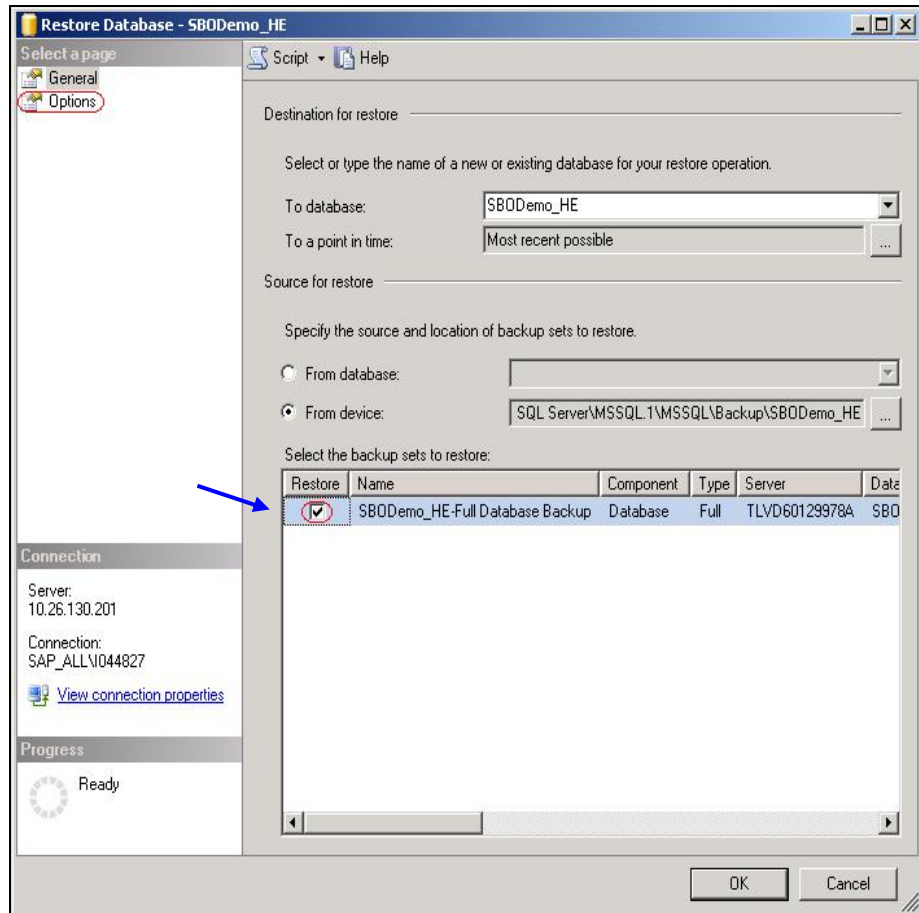 Restore Database - SBODemo_HE
Select a page
General
Options
Script
Help
Destination for restore
Select or type the name of a new or existing database for your restore operation.
To database:
SBODemo_HE
To a point in time:
Most recent possible
...
Source for restore
Specify the source and location of backup sets to restore.
From database:
From device:
SQL Server\MSSQL.1\MSSQL\Backup\SBODemo_HE
...
Select the backup sets to restore:
Restore Name Component Type Server Data
SBODemo_HE-Full Database Backup Database Full TLVD60129978A SBO
Connection
Server:
10.26.130.201
Connection:
SAP_ALL\I044827
View connection properties
Progress
Ready
OK
Cancel